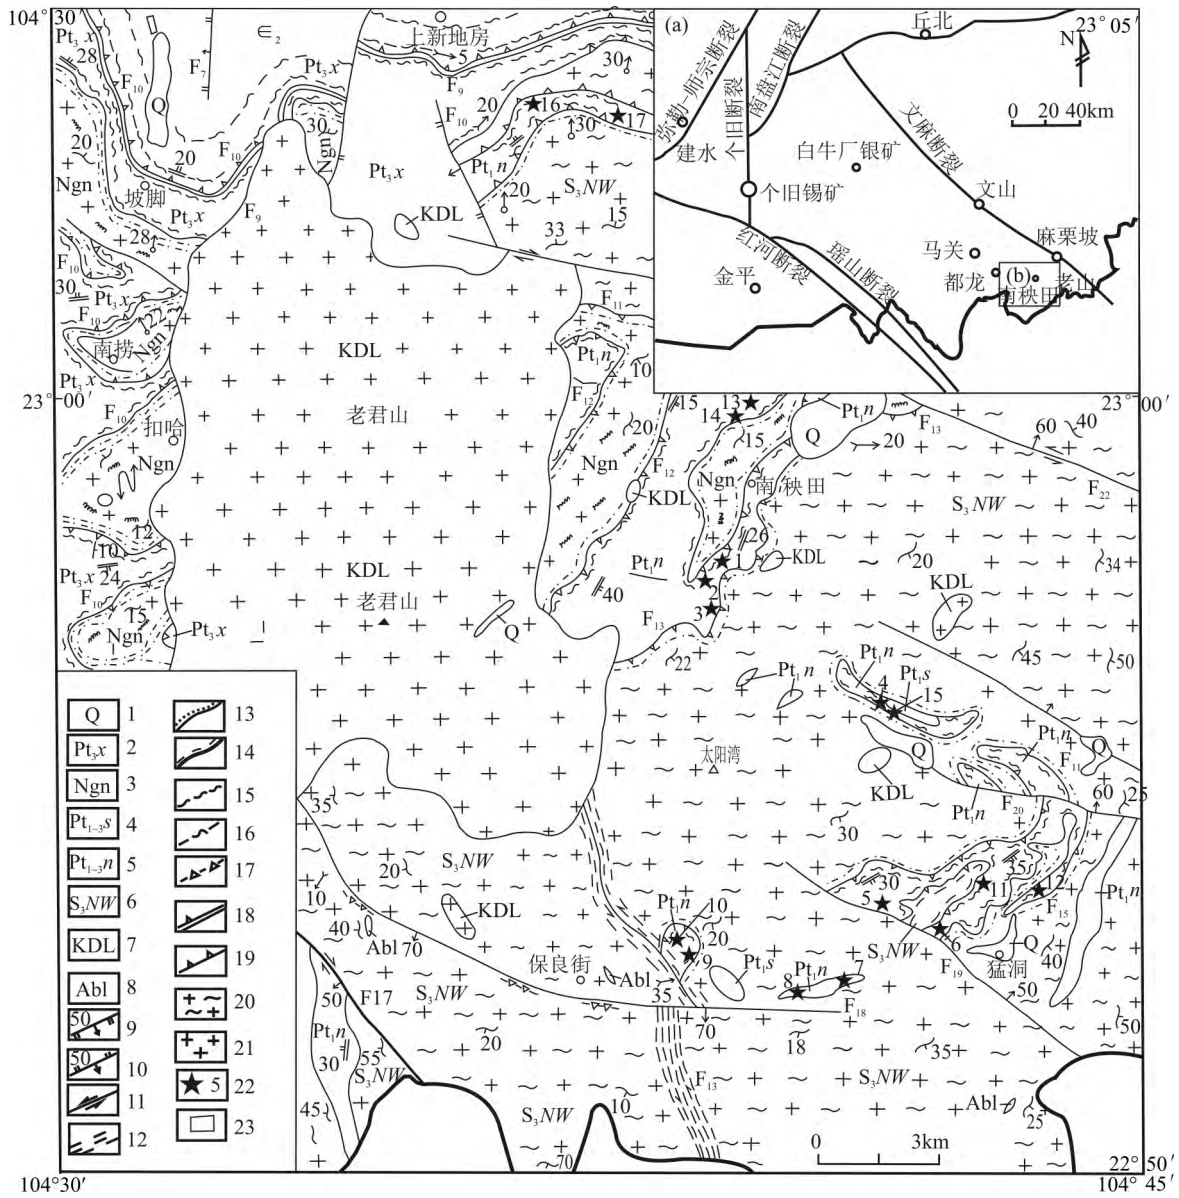 104°30′
(a)
23°05′
N
0 20 40km
丘北
弥勒-师宗断裂
个旧断裂
南盘江断裂
文麻断裂
建水
白牛厂银矿
个旧锡矿
文山
红河断裂
瑶山断裂
马关
麻栗坡
金平
都龙
(b)
老山
南秧田
Pt₃x
28
∈₂
F₁₀
F₇
Q
Pt₃x
上新地房
5
F₉
30
20
16
17
F₁₀
30
30
Ngn
20
F₁₀
20
Pt₃x
Pt₁n
S₃NW
Ngn
坡脚
Pt₃x
F₉
KDL
20
15
28
33
F₁₀
30
Pt₃x
F₁₁
F₁₀
22
南捞
Ngn
KDL
Pt₁n
10
Pt₃x
F₁₂
23°00′
15
13
14
Pt₁n
F₁₃
23°00′
老君山
F₁₀
扣哈
20
15
Q
20
60
40
Ngn
Ngn
F₁₂
Ngn
南秧田
KDL
F₂₂
S₃NW
12
10
26
Pt₃x
24
KDL
Pt₁n
1
KDL
20
34
F₁₀
老君山
40
2
KDL
15
Ngn
Pt₃x
Q
F₁₃
3
22
Pt₁n
45
50
Pt₁n
4
Pt₁s
15
太阳湾
Q
Pt₁n
Q
F₁₁
KDL
Pt₁n
F₂₀
60
25
35
30
20
S₃NW
10
40
KDL
Abl
70
Pt₁n
10
20
9
30
5
35
11
12
F₁₅
Pt₁n
6
Q
S₃NW
F₁₉
猛洞
40
保良街
Abl
35
Pt₁s
8
Pt₁n
7
F₁₈
50
50
F17
S₃NW
70
50
Pt₁n
30
55
S₃NW
20
18
35
45
F₁₃
S₃NW
S₃NW
10
Abl
25
70
Q 1
Pt₃x 2
Ngn 3
Pt₁₋₃s 4
Pt₁₋₃n 5
S₃NW 6
KDL 7
Abl 8
50 9
50 10
11
12
13
14
15
16
17
18
19
20
21
★5 22
23
0 3km
22°50′
104°30′
104°45′